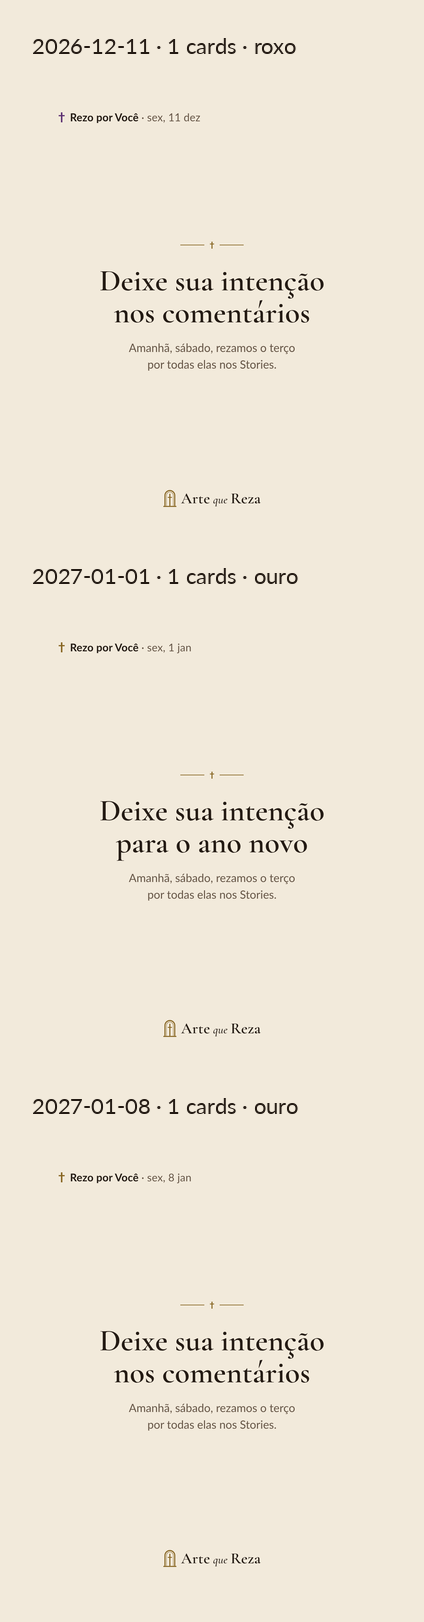 2026-12-11 · 1 cards · roxo
† Rezo por Você · sex, 11 dez
Deixe sua intenção
nos comentários
Amanhã, sábado, rezamos o terço
por todas elas nos Stories.
Arte que Reza
2027-01-01 · 1 cards · ouro
† Rezo por Você · sex, 1 jan
Deixe sua intenção
para o ano novo
Amanhã, sábado, rezamos o terço
por todas elas nos Stories.
Arte que Reza
2027-01-08 · 1 cards · ouro
† Rezo por Você · sex, 8 jan
Deixe sua intenção
nos comentários
Amanhã, sábado, rezamos o terço
por todas elas nos Stories.
Arte que Reza